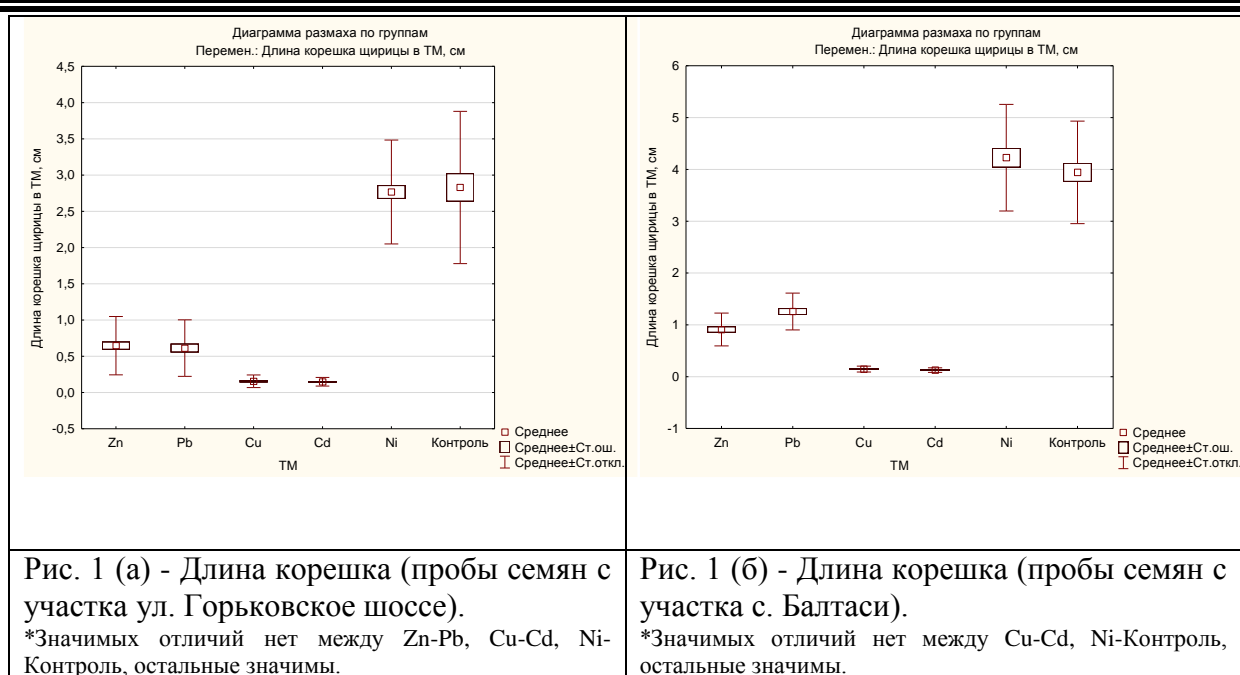 Диаграмма размаха по группам
Перемен.: Длина корешка щирицы в ТМ, см
Длина корешка щирицы в ТМ, см
4,5
4,0
3,5
3,0
2,5
2,0
1,5
1,0
0,5
0,0
-0,5
Zn Pb Cu Cd Ni Контроль
ТМ
Среднее
Среднее±Ст.ош.
Среднее±Ст.откл.
Диаграмма размаха по группам
Перемен.: Длина корешка щирицы в ТМ, см
Длина корешка щирицы в ТМ, см
6
5
4
3
2
1
0
-1
Zn Pb Cu Cd Ni Контроль
ТМ
Среднее
Среднее±Ст.ош.
Среднее±Ст.откл.
Рис. 1 (а) - Длина корешка (пробы семян с
участка ул. Горьковское шоссе).
*Значимых отличий нет между Zn-Pb, Cu-Cd, Ni-
Контроль, остальные значимы.
Рис. 1 (б) - Длина корешка (пробы семян с
участка с. Балтаси).
*Значимых отличий нет между Cu-Cd, Ni-Контроль,
остальные значимы.